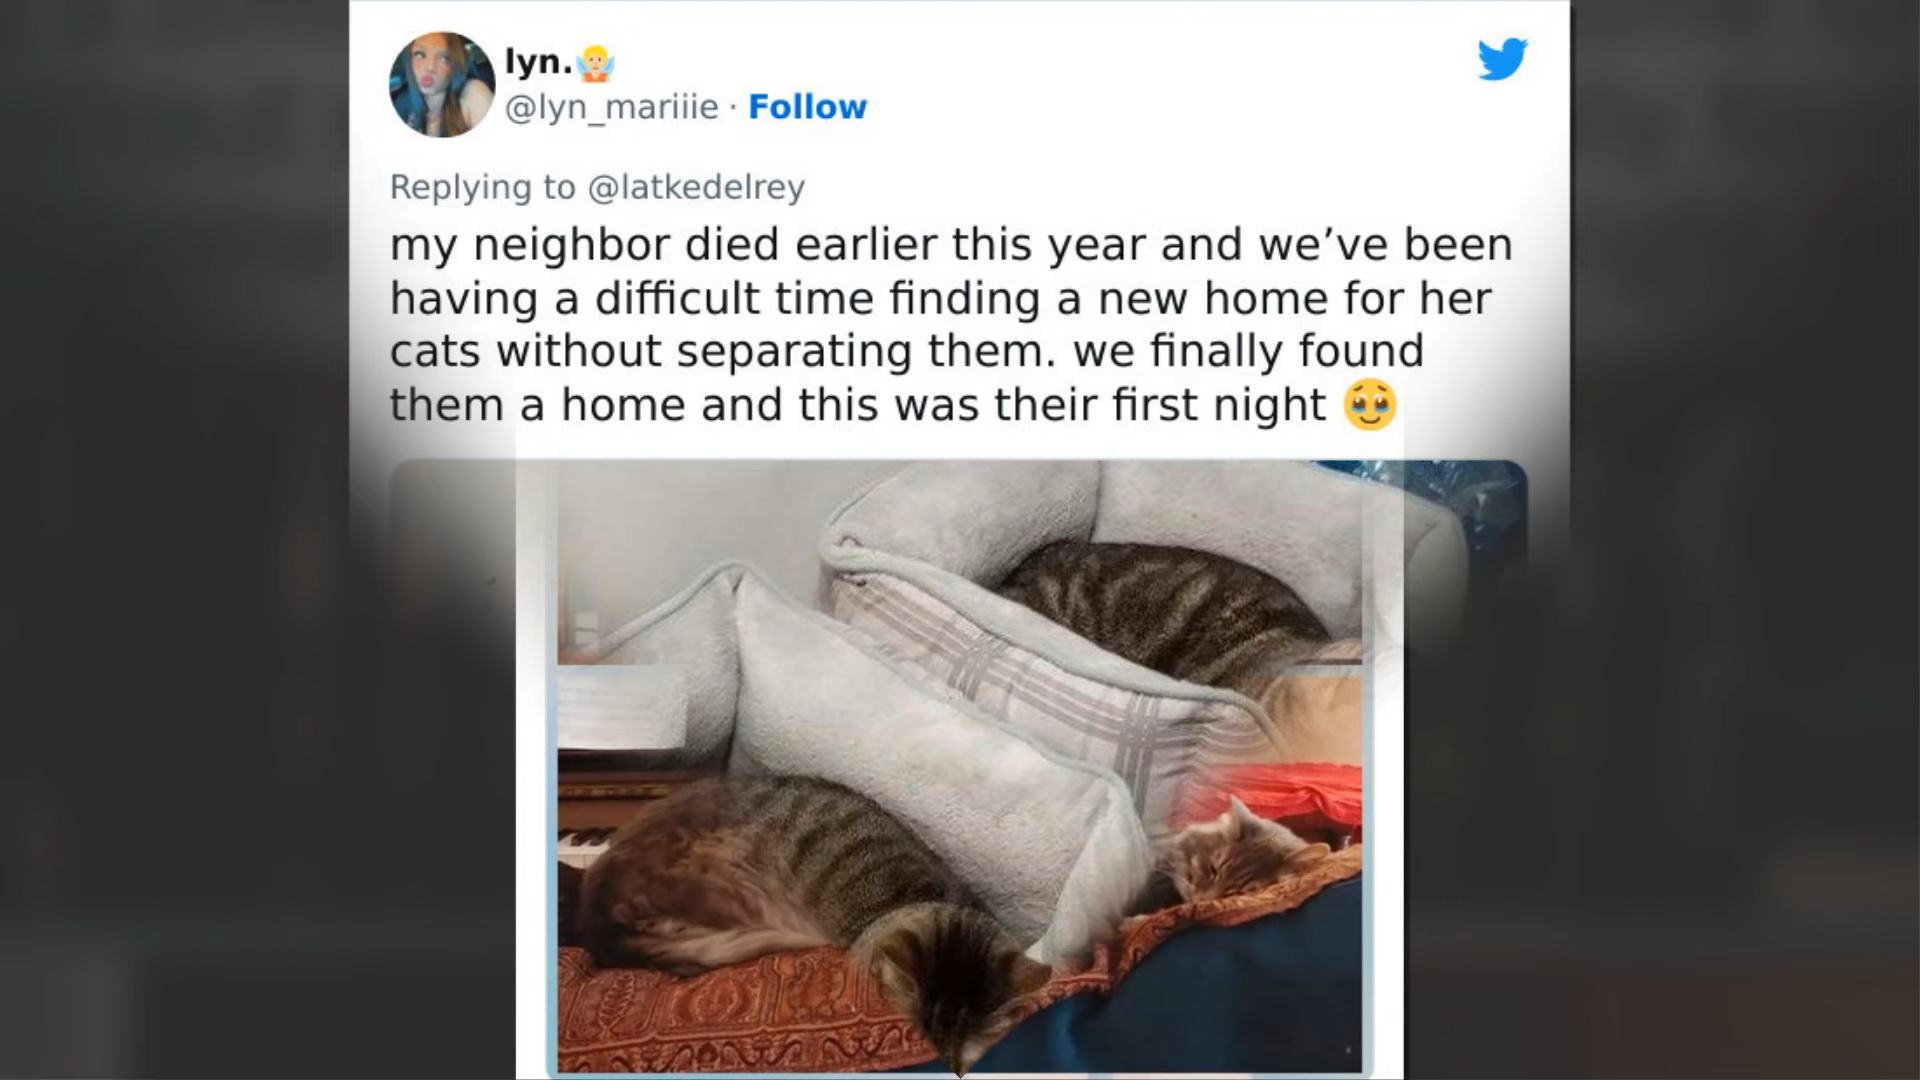 lyn.
@lyn_mariiie · Follow
Replying to @latkedelrey
my neighbor died earlier this year and we’ve been
having a difficult time finding a new home for her
cats without separating them. we finally found
them a home and this was their first night 🥹